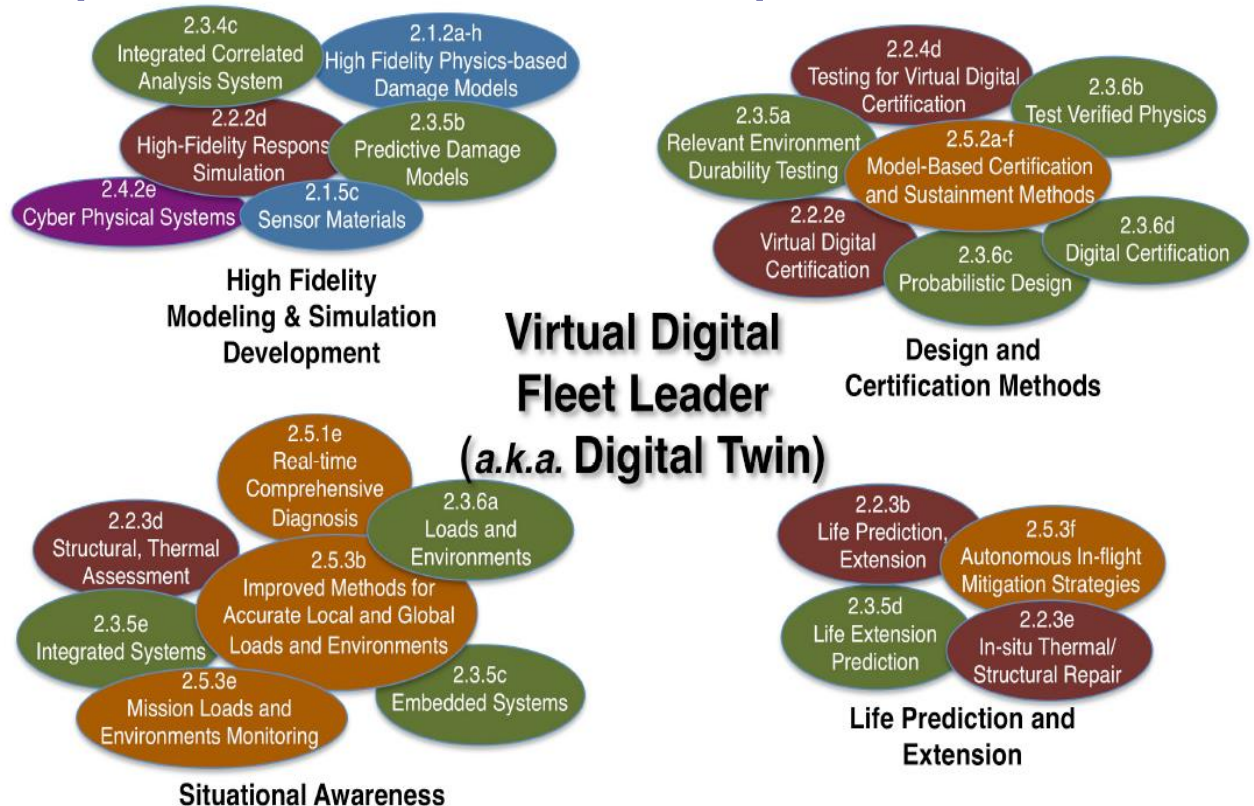 2.3.4c
Integrated Correlated
Analysis System
2.1.2a-h
High Fidelity Physics-based
Damage Models
2.2.2d
High-Fidelity Respons
Simulation
2.3.5b
Predictive Damage
Models
2.4.2e
Cyber Physical Systems
2.1.5c
Sensor Materials
High Fidelity
Modeling & Simulation
Development
2.2.4d
Testing for Virtual Digital
Certification
2.3.6b
Test Verified Physics
2.3.5a
Relevant Environment
Durability Testing
2.5.2a-f
Model-Based Certification
and Sustainment Methods
2.2.2e
Virtual Digital
Certification
2.3.6c
Probabilistic Design
2.3.6d
Digital Certification
Design and
Certification Methods
Virtual Digital
Fleet Leader
(a.k.a. Digital Twin)
2.5.1e
Real-time
Comprehensive
Diagnosis
2.3.6a
Loads and
Environments
2.2.3d
Structural, Thermal
Assessment
2.5.3b
Improved Methods for
Accurate Local and Global
Loads and Environments
2.3.5e
Integrated Systems
2.5.3e
Mission Loads and
Environments Monitoring
2.3.5c
Embedded Systems
Situational Awareness
2.2.3b
Life Prediction,
Extension
2.5.3f
Autonomous In-flight
Mitigation Strategies
2.3.5d
Life Extension
Prediction
2.2.3e
In-situ Thermal/
Structural Repair
Life Prediction and
Extension